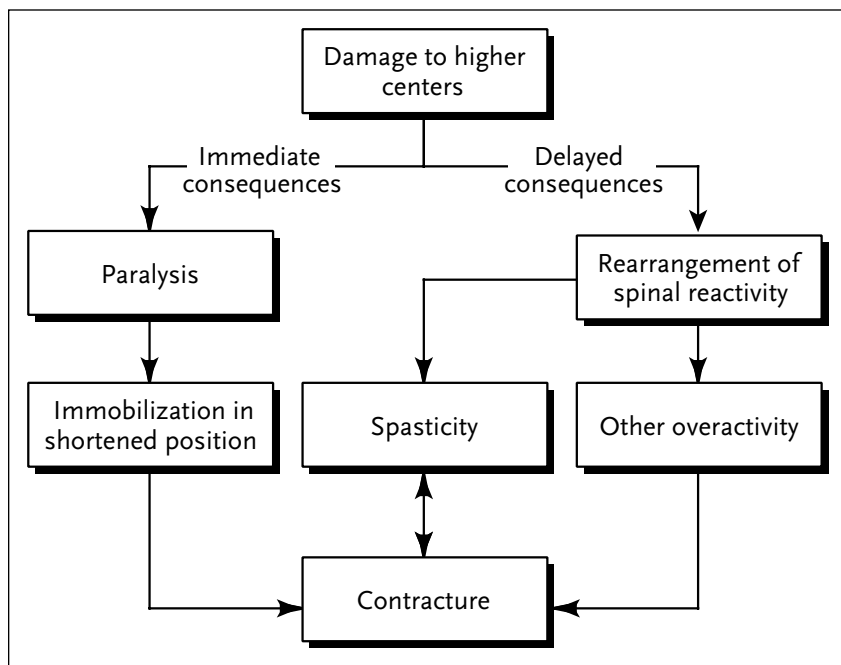 Damage to higher
centers
Immediate
consequences
Delayed
consequences
Paralysis
Rearrangement of
spinal reactivity
Immobilization in
shortened position
Spasticity
Other overactivity
Contracture